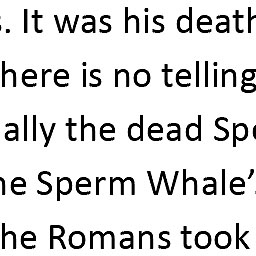 . It was his death
here is no telling
ally the dead Spe
he Sperm Whale’s
he Romans took